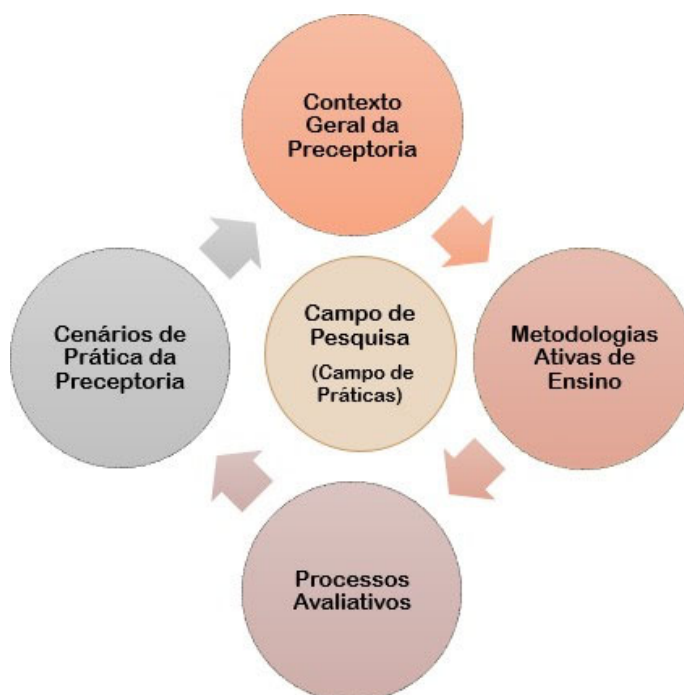 Contexto
Geral da
Preceptoria
Cenários de
Prática da
Preceptoria
Campo de
Pesquisa
(Campo de
Práticas)
Metodologias
Ativas de
Ensino
Processos
Avaliativos